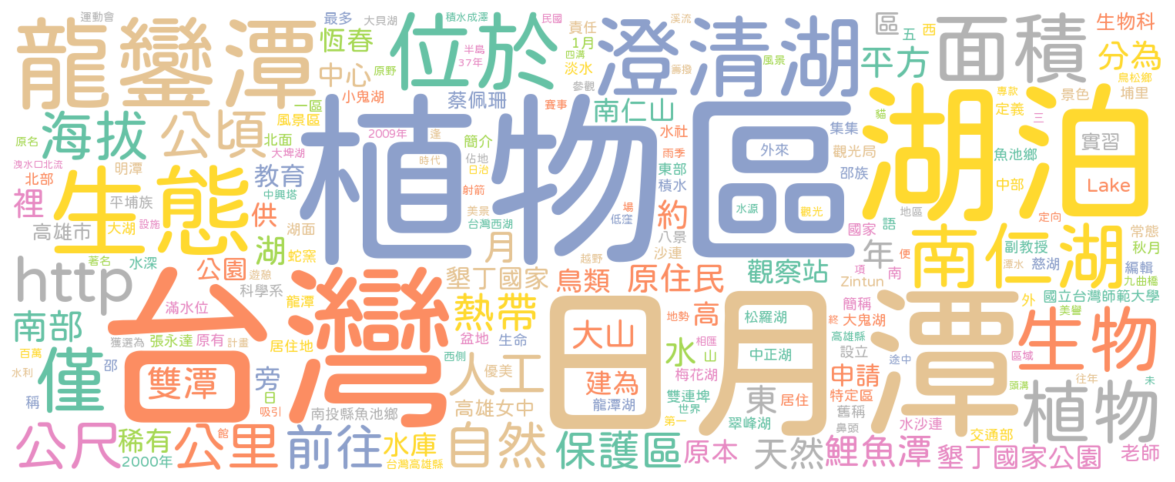 運動會
大貝湖
積水成澤
民國
溪流
責任
區
五
西
生物科
龍鑾潭
最多
恆春
半島
37年
位於
四溝
1月
風景
澄清湖
平方
面積
分為
鳥松鄉
原野
中心
淡水
畫撥
專款
埔里
小鬼湖
參觀
定義
景色
蔡佩珊
賽事
南仁山
貓
三
海拔
一區
公頃
植物區
集集
湖泊
原名
風景區
北面
2009年
蓬
簡介
水社
外來
觀光局
魚池鄉
實習
洩水口北流
大埤湖
時代
佔地
雨季
邵族
北部
明潭
日治
東部
中部
Lake
生態
教育
中興塔
射箭
積水
裡
平埔族
供
美景
約
水源
觀光
地區
高雄市
大湖
設施
湖面
台灣西湖
低窪
場
國家
語
定向
常態
著名
湖
蛇窯
月
八景
南仁湖
副教授
秋月
水深
越野
沙連
年
便
http
公園
遊憩
墾丁國家
鳥類
原住民
觀察站
項
南
潭水
慈湖
編輯
九曲橋
科學系
Zintun
台灣
滿水位
龍潭
熱帶
日月潭
地勢
高
松羅湖
簡稱
外
國立台灣師範大學
南部
大山
終
大鬼湖
美譽
生物
獲選為
張永達
原有
計畫
居住地
盆地
生命
相匯
高雄縣
設立
途中
區域
百萬
僅
邵
雙潭
旁
西側
水
山
中正湖
申請
水利
人工
優美
建為
梅花湖
頭溝
往年
未
稱
日
吸引
南投縣魚池鄉
高雄女中
龍潭湖
雙連埤
東
居住
特定區
植物
世界
舊稱
公尺
稀有
公里
前往
水庫
自然
保護區
第一
翠峰湖
鼻頭
水沙連
交通部
館
原本
天然
鯉魚潭
墾丁國家公園
老師
2000年
台灣高雄縣